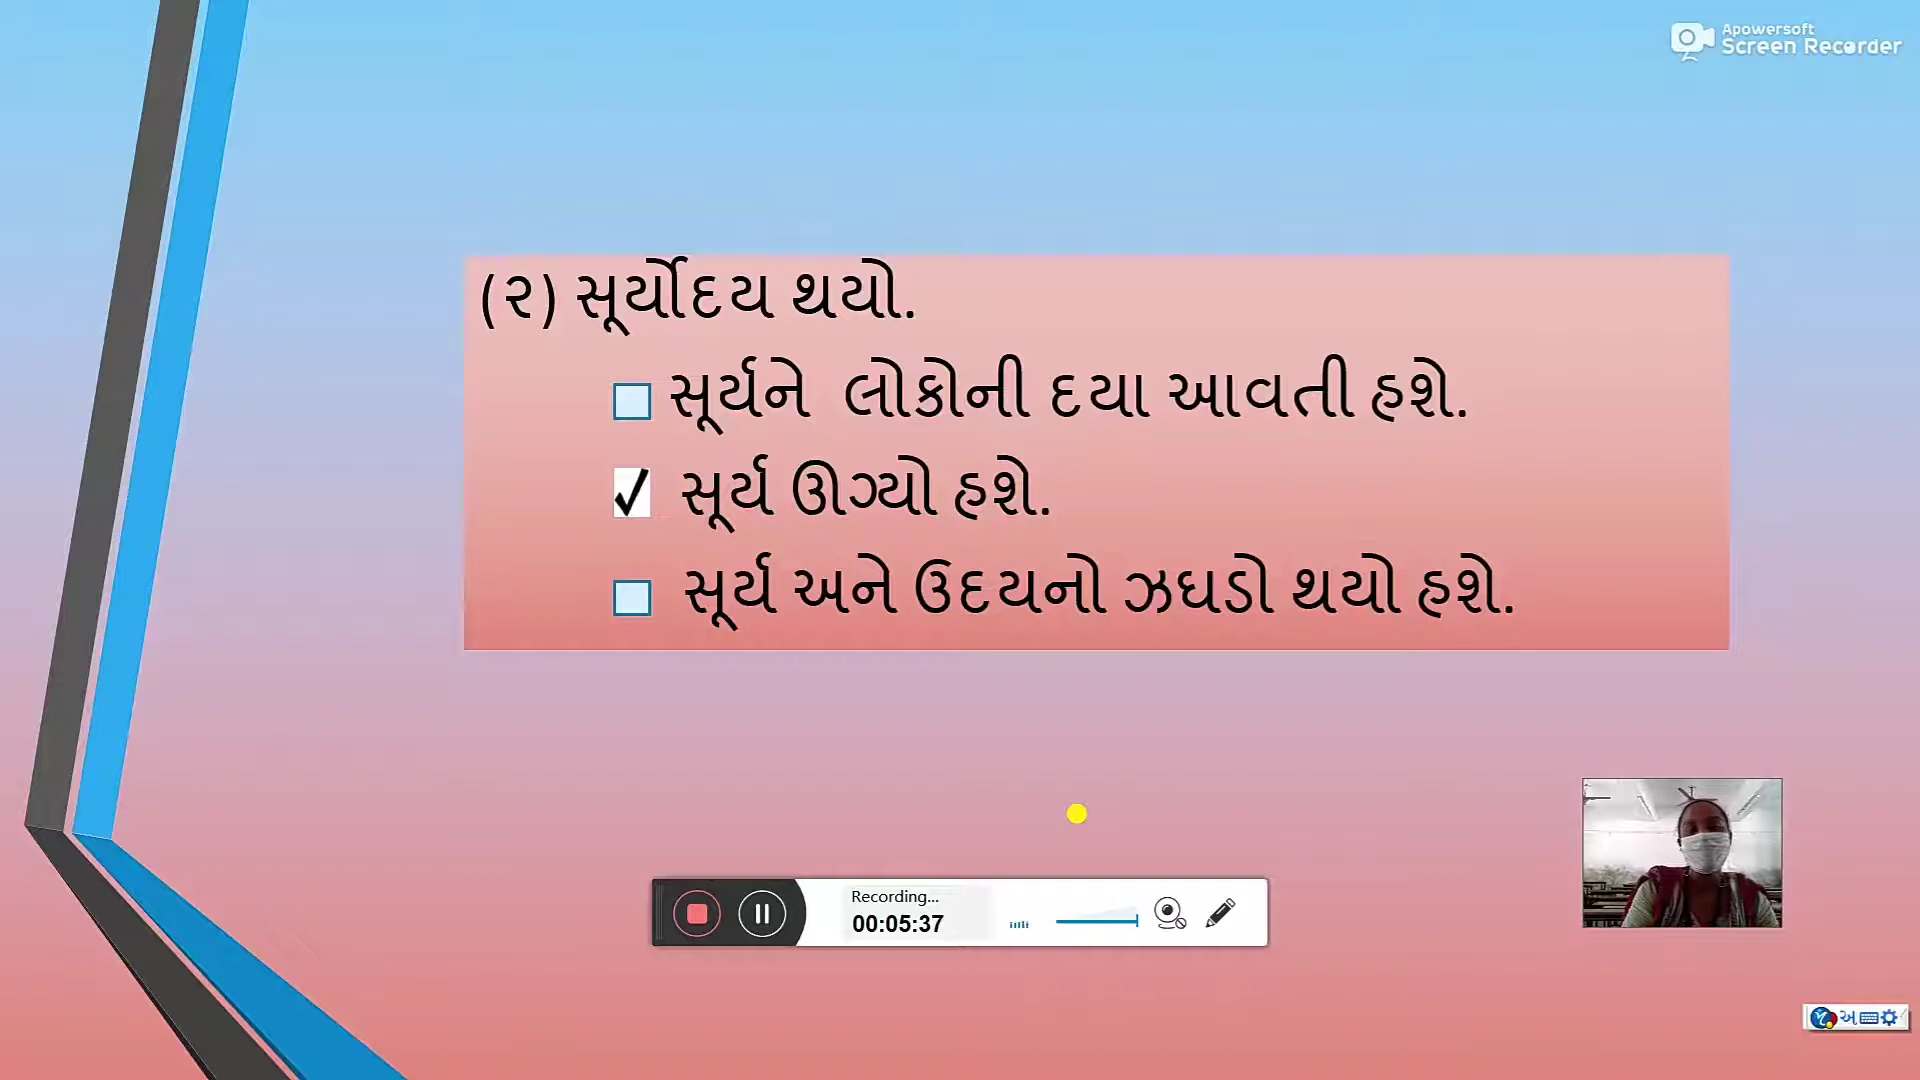 Apowersoft
Screen Recorder
(૨) સૂર્યોદય થયો.
સૂર્યને લોકોની દયા આવતી હશે.
સૂર્ય ઊગ્યો હશે.
સૂર્ય અને ઉદયનો ઝઘડો થયો હશે.
Recording...
00:05:37
અ